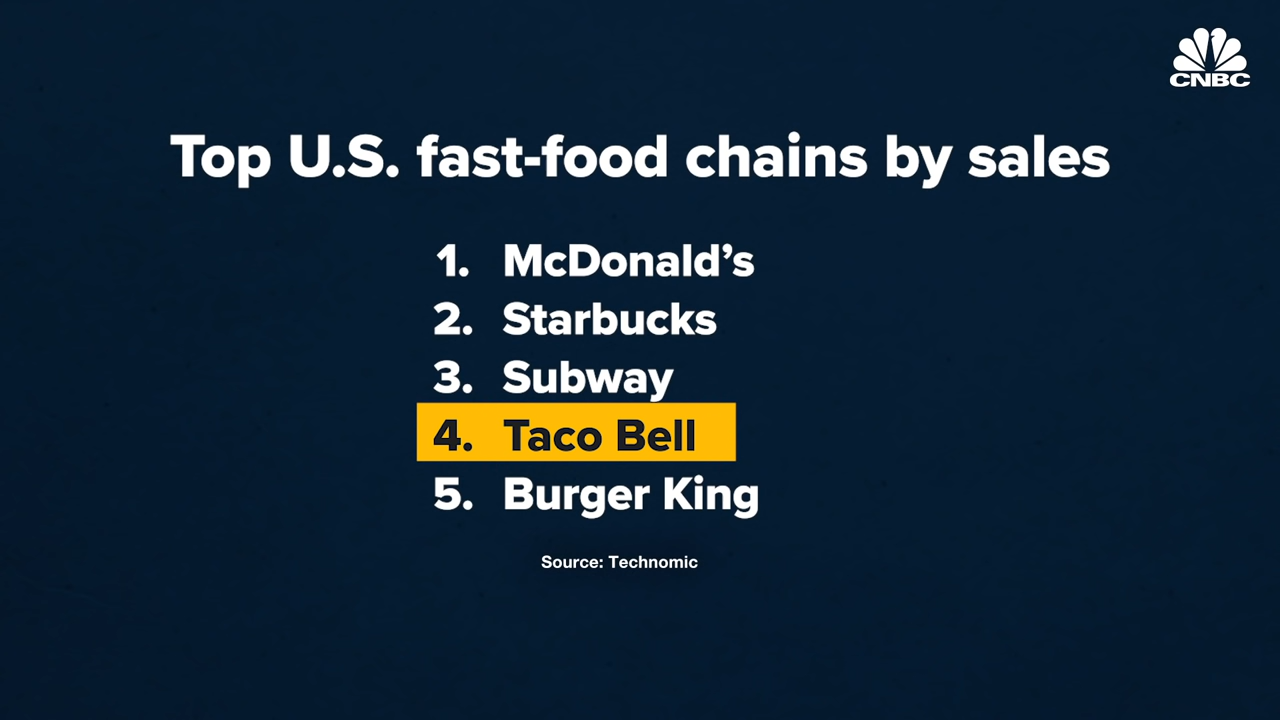 CNBC
Top U.S. fast-food chains by sales
1. McDonald’s
2. Starbucks
3. Subway
4. Taco Bell
5. Burger King
Source: Technomic